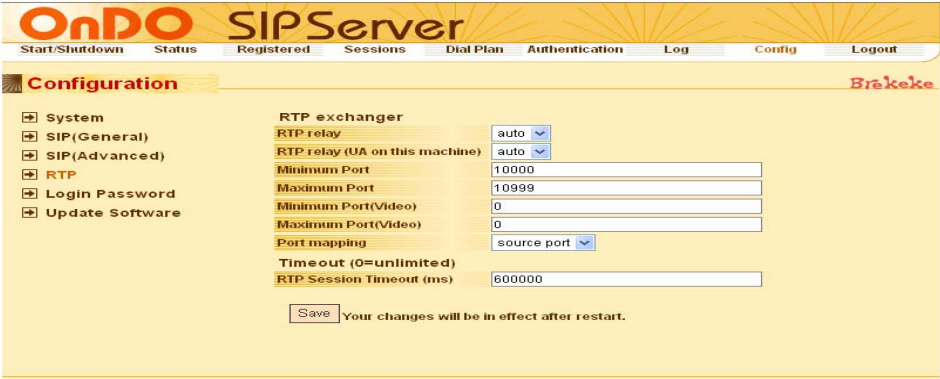 OnDO SIPServer
Start/Shutdown Status Registered Sessions Dial Plan Authentication Log Config Logout
Configuration
Brekeke
System
SIP(General)
SIP(Advanced)
RTP
Login Password
Update Software
RTP exchanger
RTP relay auto
RTP relay (UA on this machine) auto
Minimum Port 10000
Maximum Port 10999
Minimum Port(Video) 0
Maximum Port(Video) 0
Port mapping source port
Timeout (0=unlimited)
RTP Session Timeout (ms) 600000
Save Your changes will be in effect after restart.